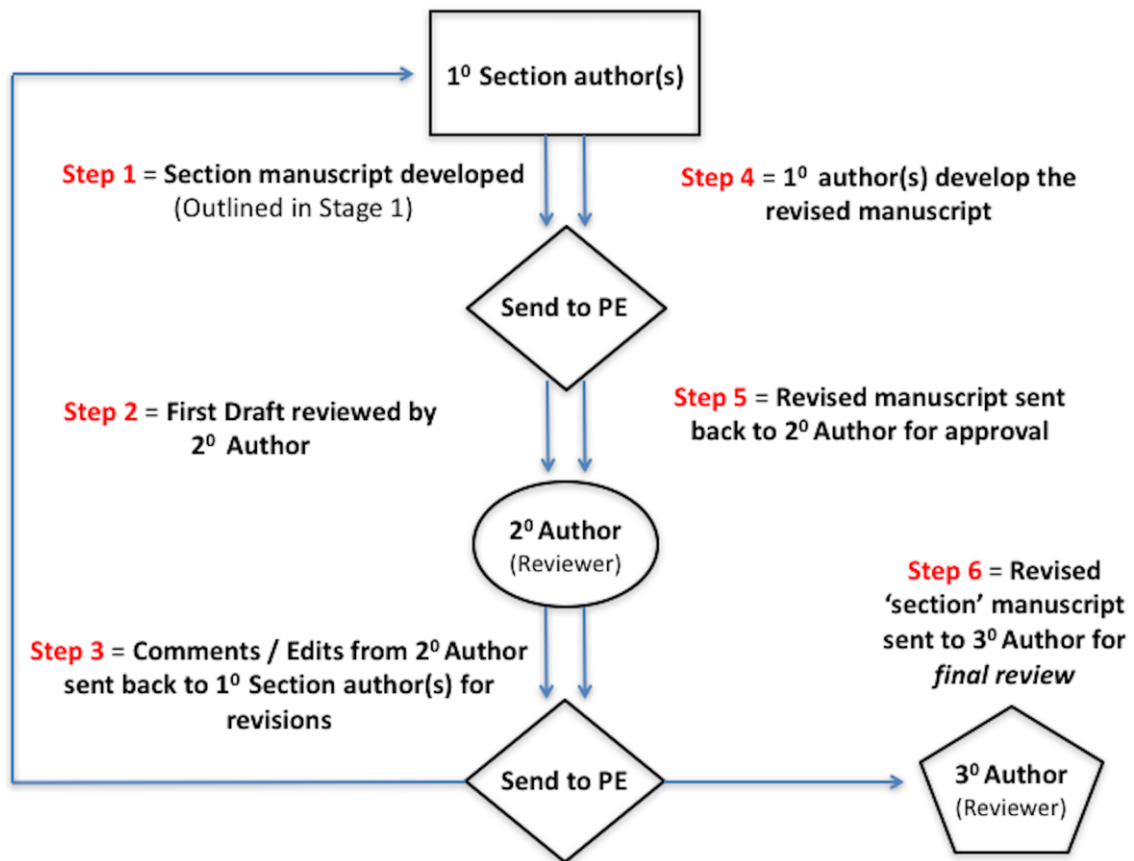 1⁰ Section author(s)
Step 1 = Section manuscript developed
(Outlined in Stage 1)
Step 4 = 1⁰ author(s) develop the
revised manuscript
Send to PE
Step 2 = First Draft reviewed by
2⁰ Author
Step 5 = Revised manuscript sent
back to 2⁰ Author for approval
2⁰ Author
(Reviewer)
Step 3 = Comments / Edits from 2⁰ Author
sent back to 1⁰ Section author(s) for
revisions
Step 6 = Revised
‘section’ manuscript
sent to 3⁰ Author for
final review
Send to PE
3⁰ Author
(Reviewer)